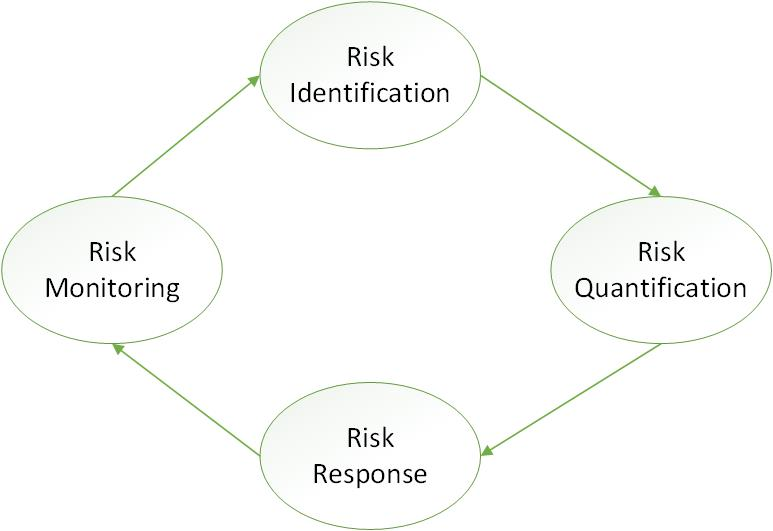 Risk
Identification
Risk
Quantification
Risk
Response
Risk
Monitoring